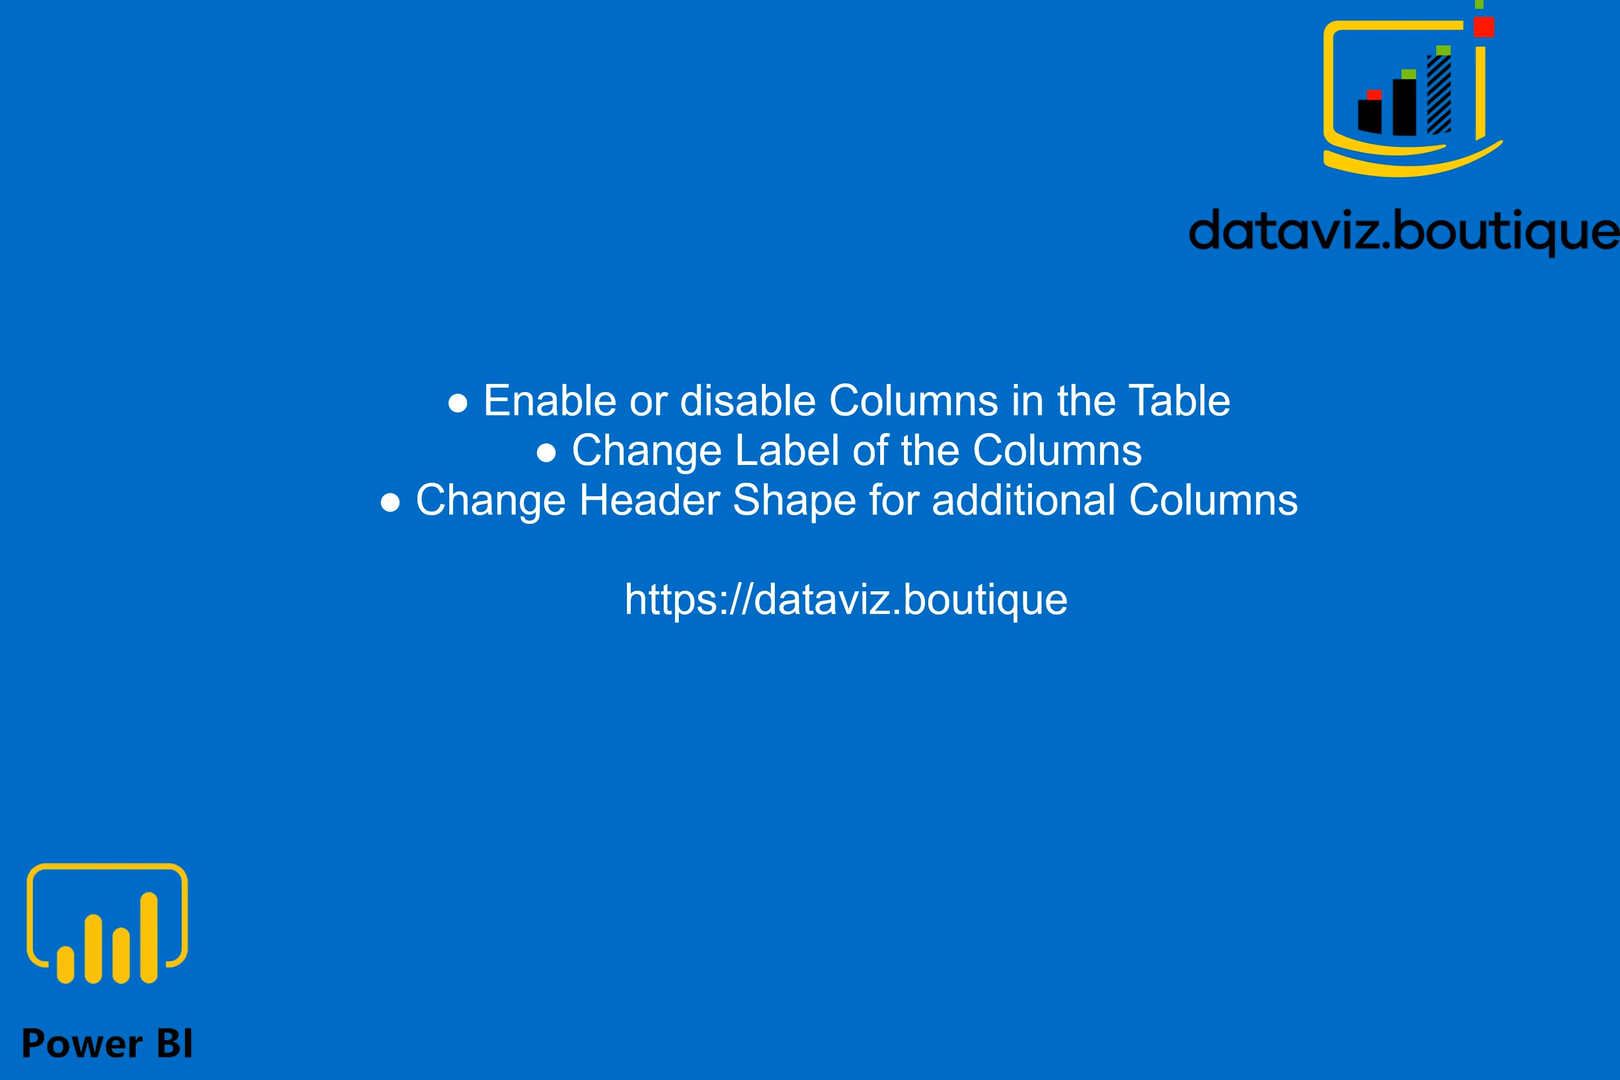 dataviz.boutique
● Enable or disable Columns in the Table
● Change Label of the Columns
● Change Header Shape for additional Columns
https://dataviz.boutique
Power BI